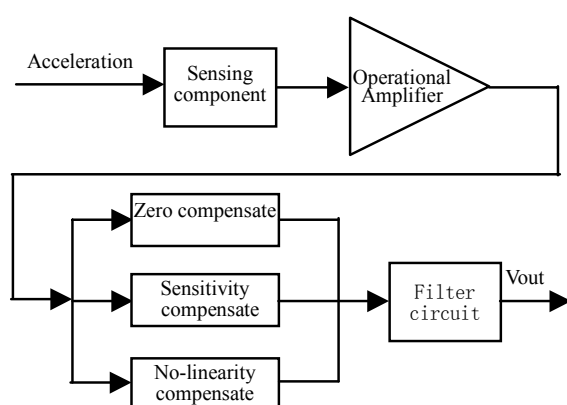 Acceleration
Sensing
component
Operational
Amplifier
Zero compensate
Sensitivity
compensate
No-linearity
compensate
Filter
circuit
Vout